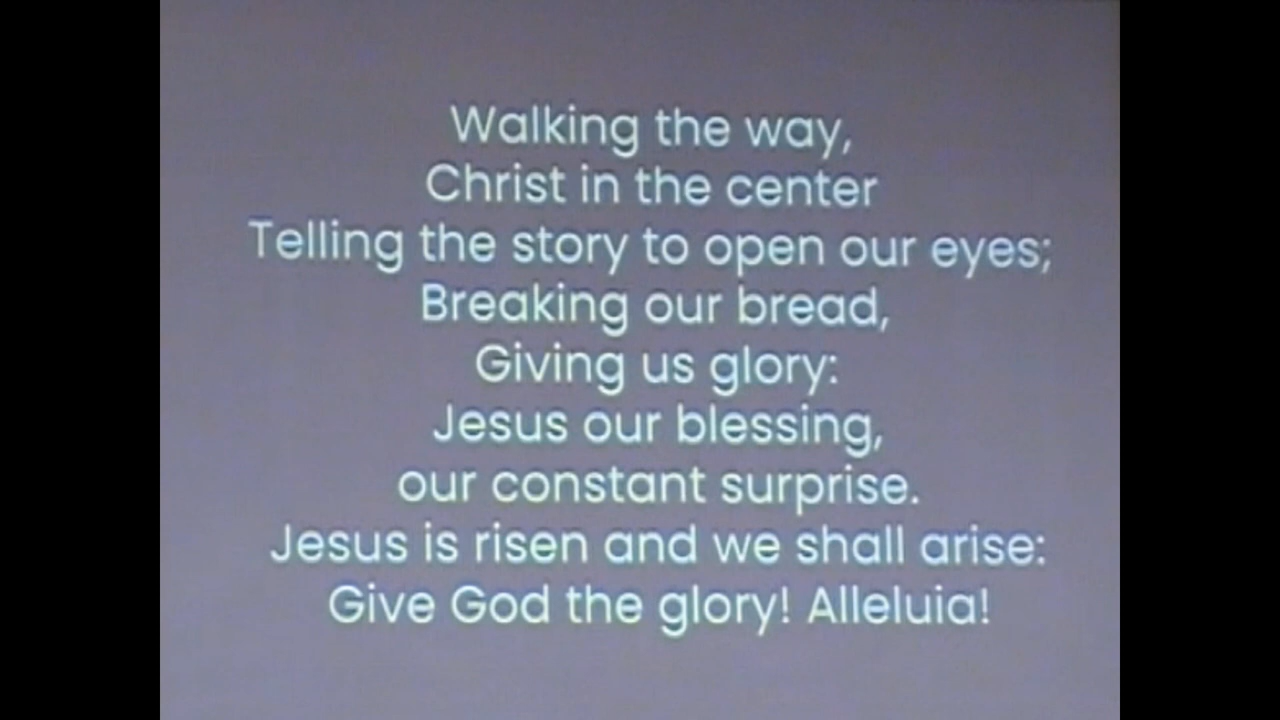 Walking the way,
Christ in the center
Telling the story to open our eyes;
Breaking our bread,
Giving us glory:
Jesus our blessing,
our constant surprise.
Jesus is risen and we shall arise:
Give God the glory! Alleluia!